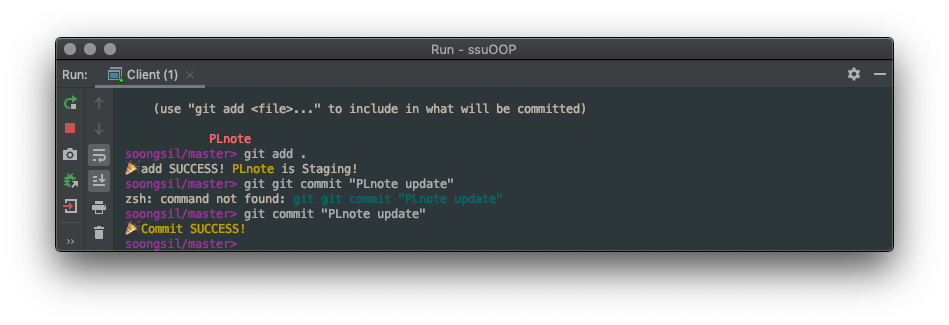 Run - ssuOOP
Run: Client (1)
(use "git add <file>..." to include in what will be committed)
PLnote
soongsil/master> git add .
🎉add SUCCESS! PLnote is Staging!
soongsil/master> git git commit "PLnote update"
zsh: command not found: git git commit "PLnote update"
soongsil/master> git commit "PLnote update"
🎉Commit SUCCESS!
soongsil/master>